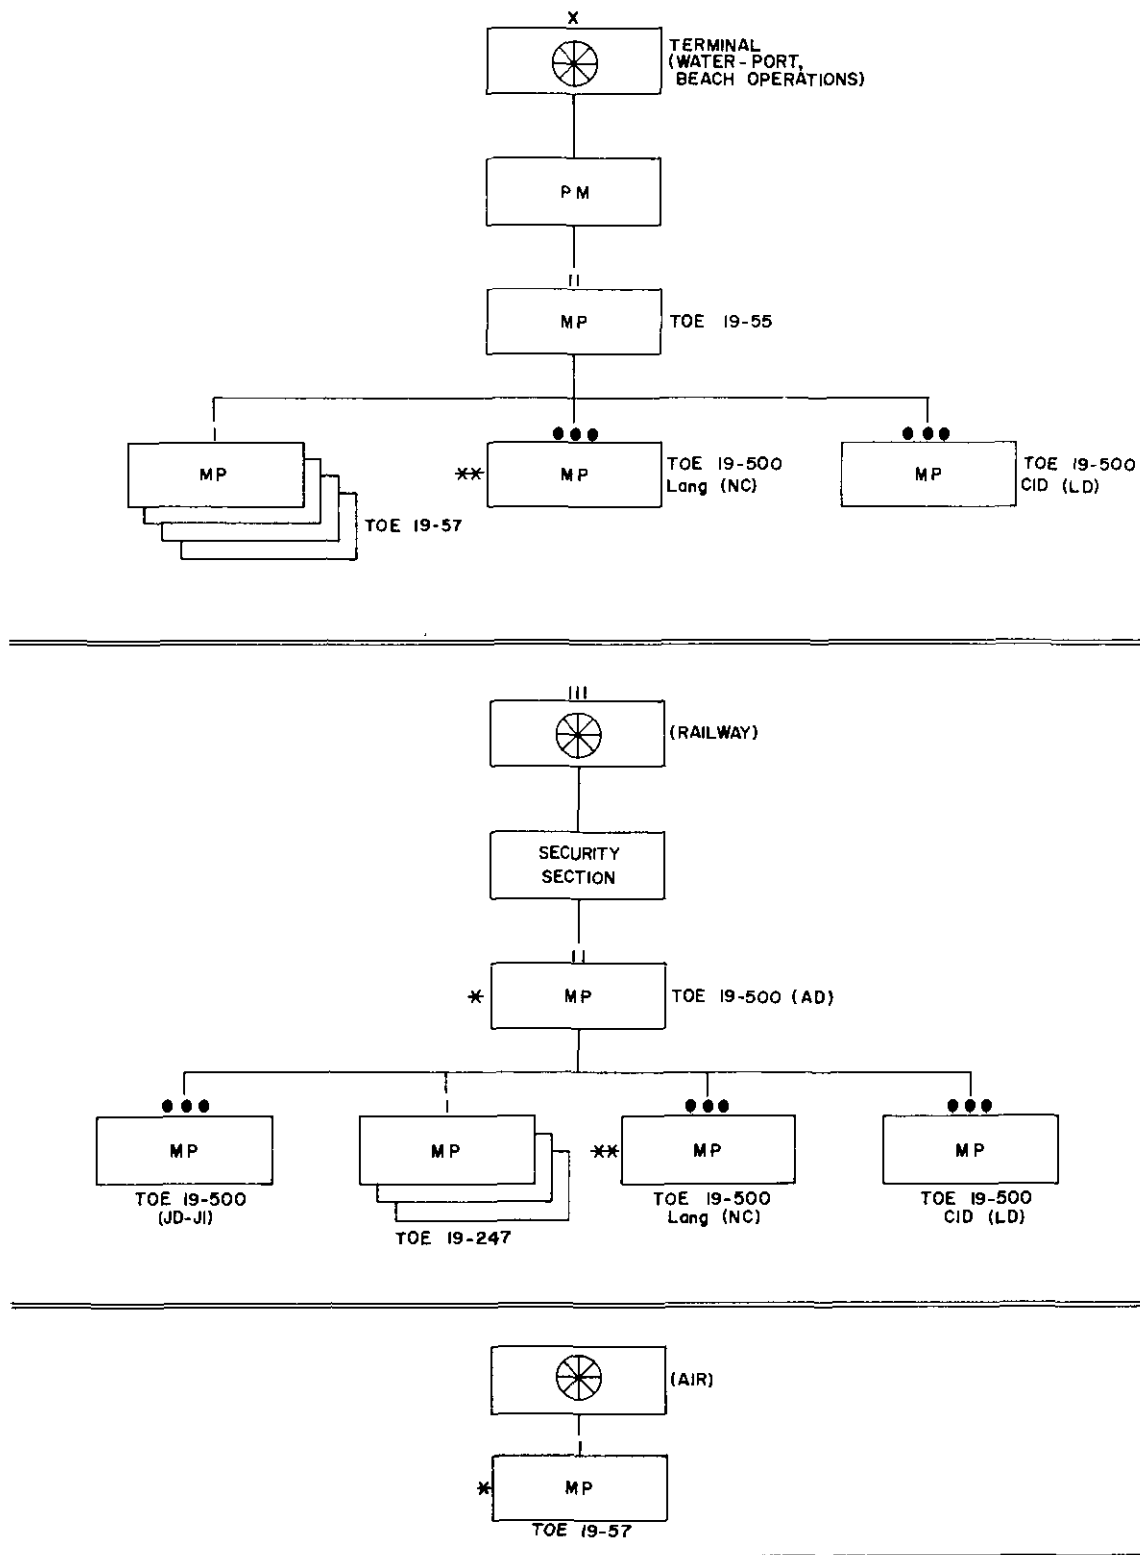 X
TERMINAL
(WATER-PORT,
BEACH OPERATIONS)
PM
II
MP
TOE 19-55
I
MP
TOE 19-57
**
MP
TOE 19-500
Lang (NC)
MP
TOE 19-500
CID (LD)
III
(RAILWAY)
SECURITY
SECTION
II
*
MP
TOE 19-500 (AD)
MP
TOE 19-500
(JD-JI)
I
MP
TOE 19-247
**
MP
TOE 19-500
Lang (NC)
MP
TOE 19-500
CID (LD)
(AIR)
I
*
MP
TOE 19-57